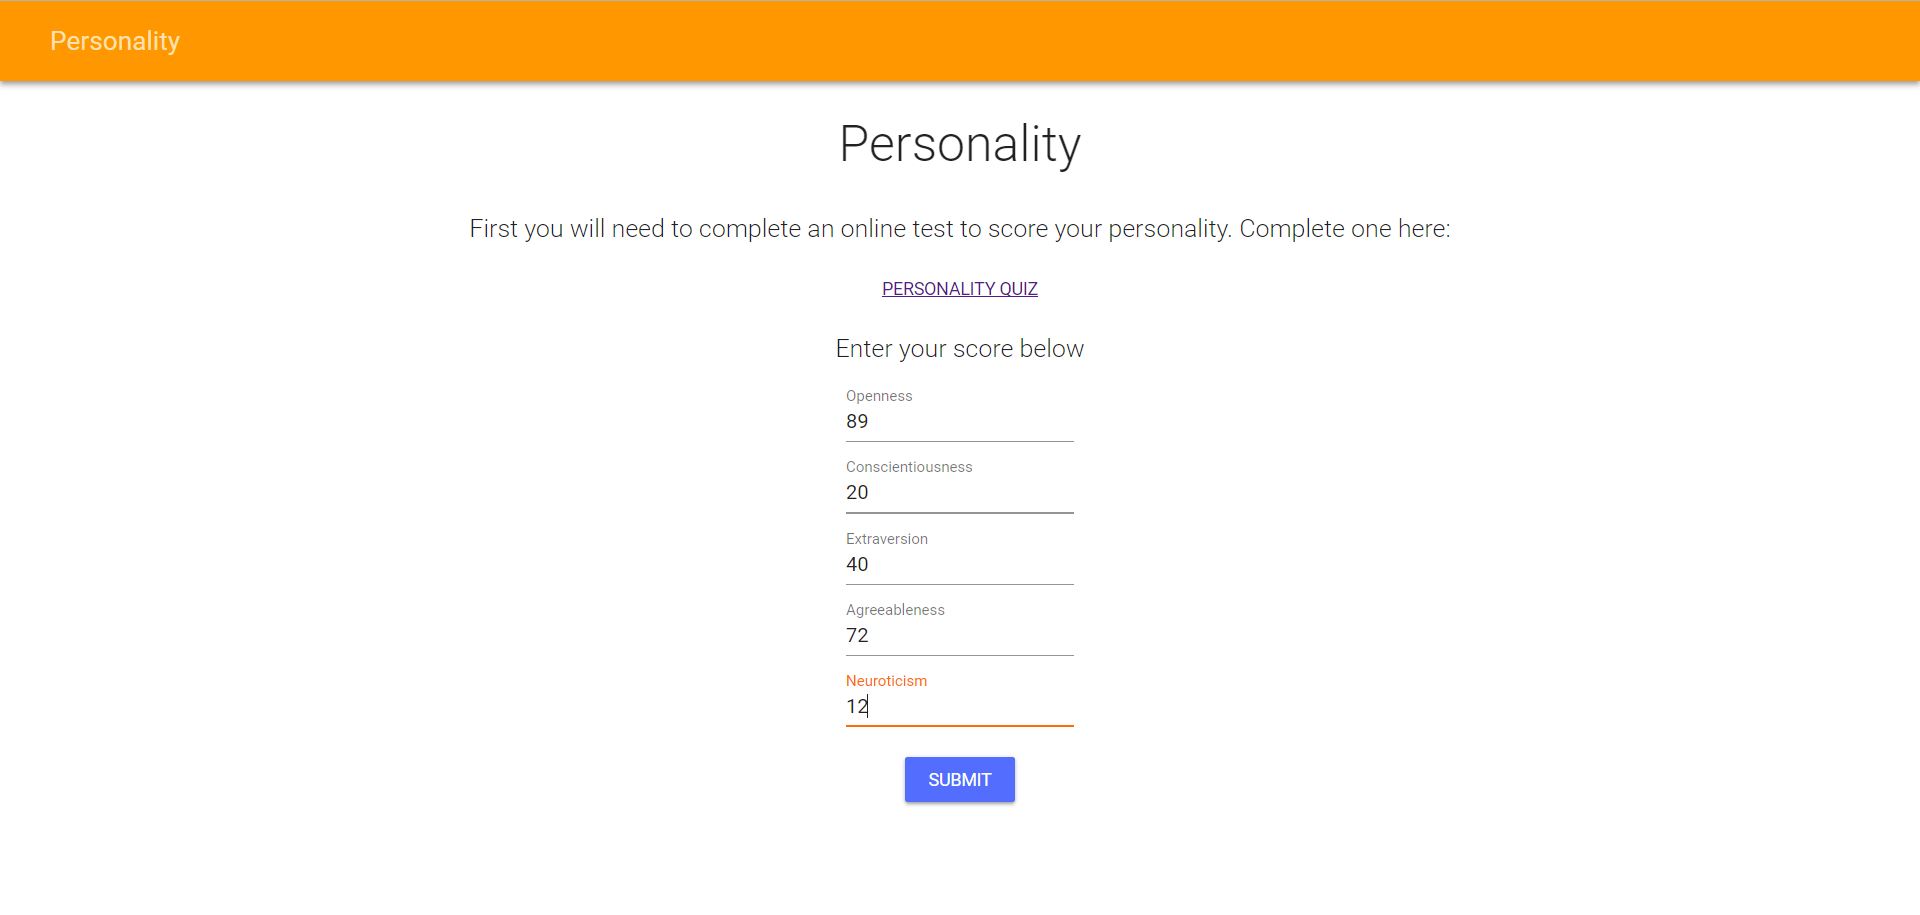 Personality
Personality
First you will need to complete an online test to score your personality. Complete one here:
PERSONALITY QUIZ
Enter your score below
Openness
89
Conscientiousness
20
Extraversion
40
Agreeableness
72
Neuroticism
12
SUBMIT